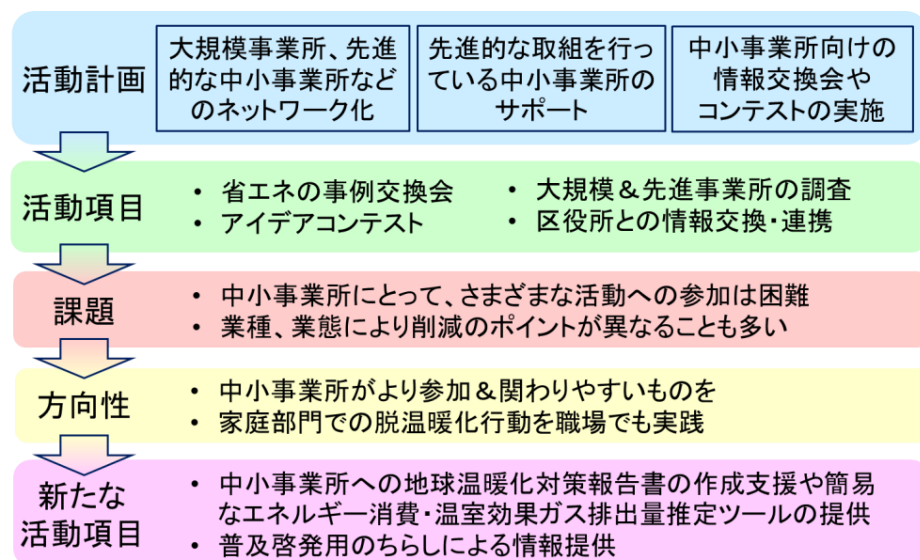 活動計画
大規模事業所、先進
的な中小事業所などの
ネットワーク化
先進的な取組を行っ
ている中小事業所の
サポート
中小事業所向けの
情報交換会や
コンテストの実施
活動項目
・ 省エネの事例交換会
・ アイデアコンテスト
・ 大規模&先進事業所の調査
・ 区役所との情報交換・連携
課題
・ 中小事業所にとって、さまざまな活動への参加は困難
・ 業種、業態により削減のポイントが異なることも多い
方向性
・ 中小事業所がより参加&関わりやすいものを
・ 家庭部門での脱温暖化行動を職場でも実践
新たな
活動項目
・ 中小事業所への地球温暖化対策報告書の作成支援や簡易
なエネルギー消費・温室効果ガス排出量推定ツールの提供
・ 普及啓発用のちらしによる情報提供